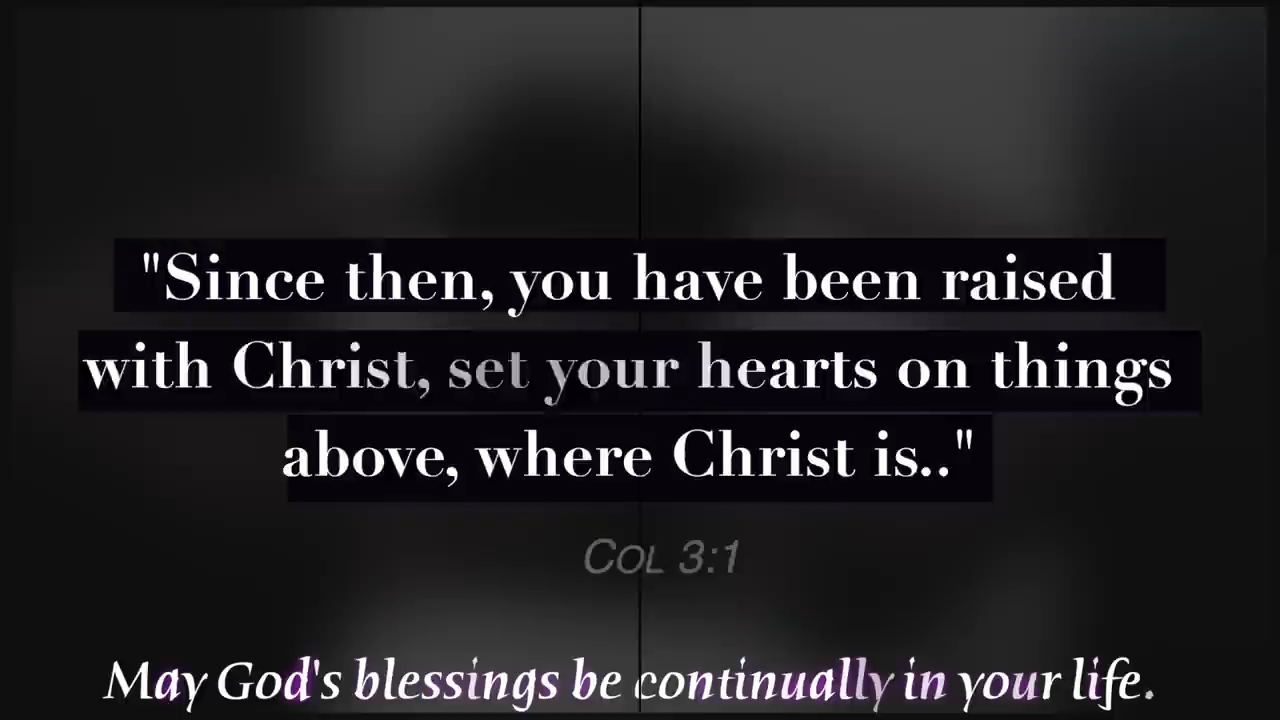 "Since then, you have been raised
with Christ, set your hearts on things
above, where Christ is.."
Col 3:1
May God's blessings be continually in your life.